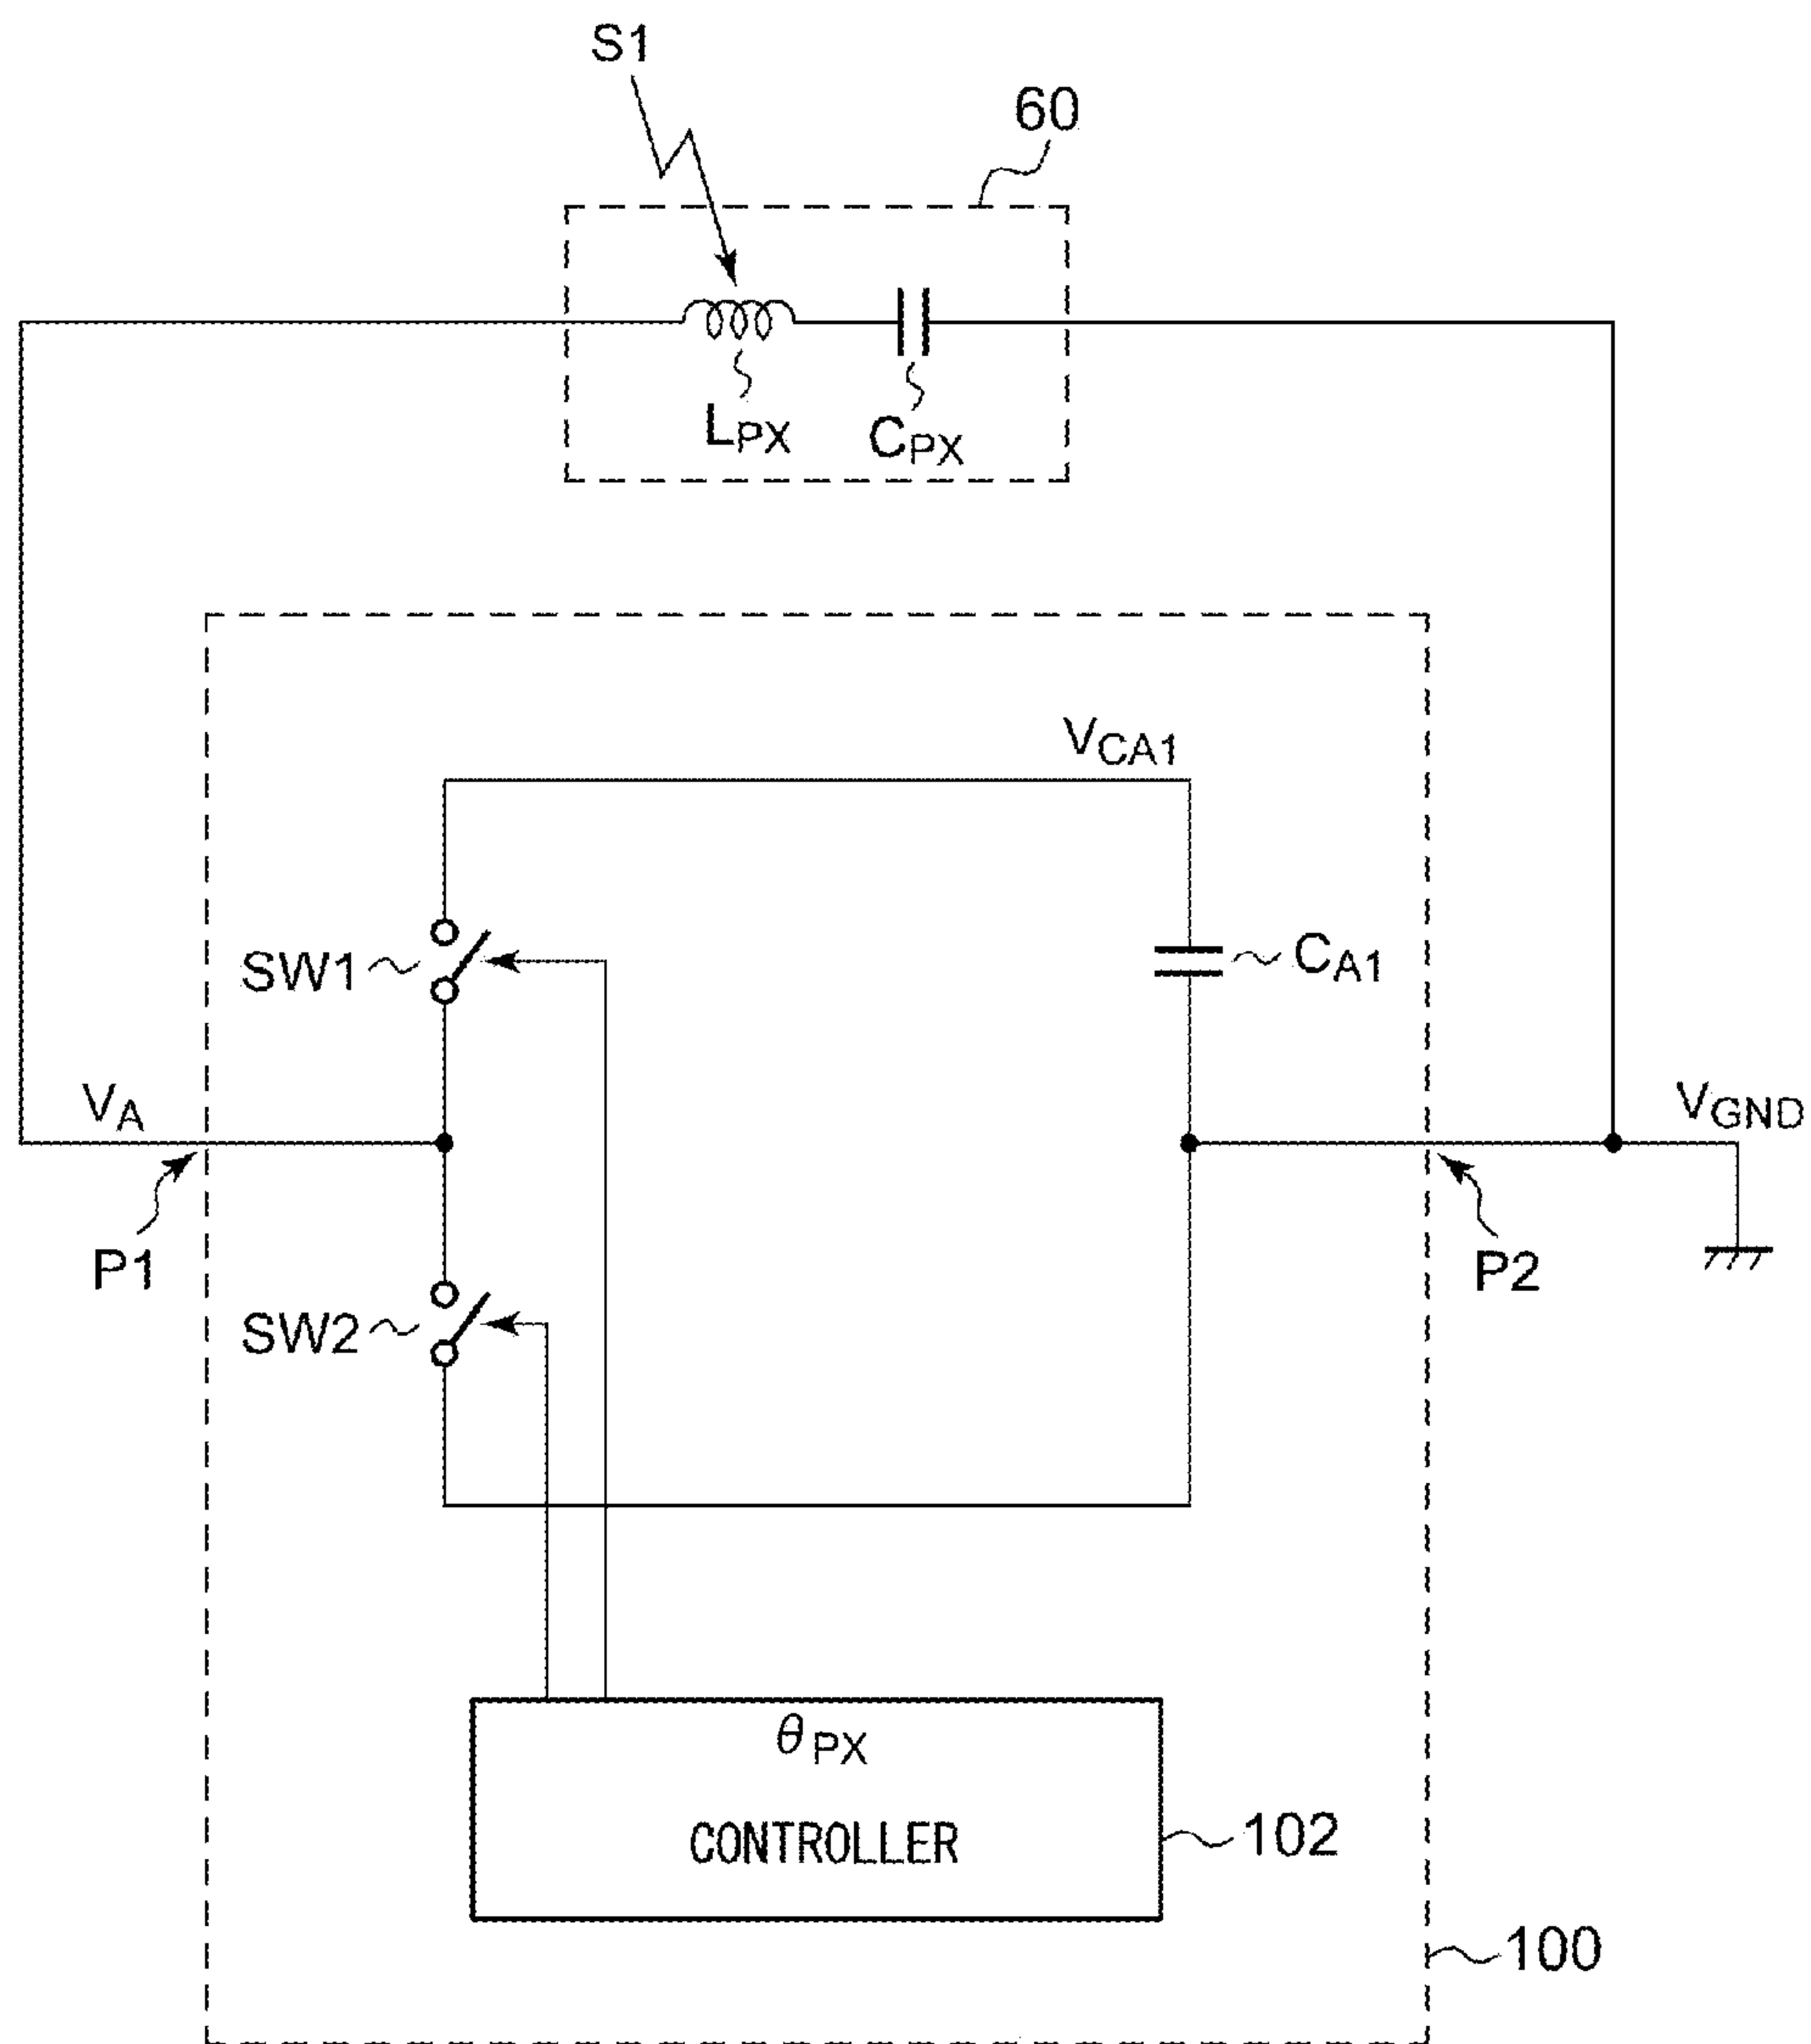 S1
60
LPX
CPX
VCA1
SW1
CA1
VA
VGND
P1
P2
SW2
θPX
CONTROLLER
102
100